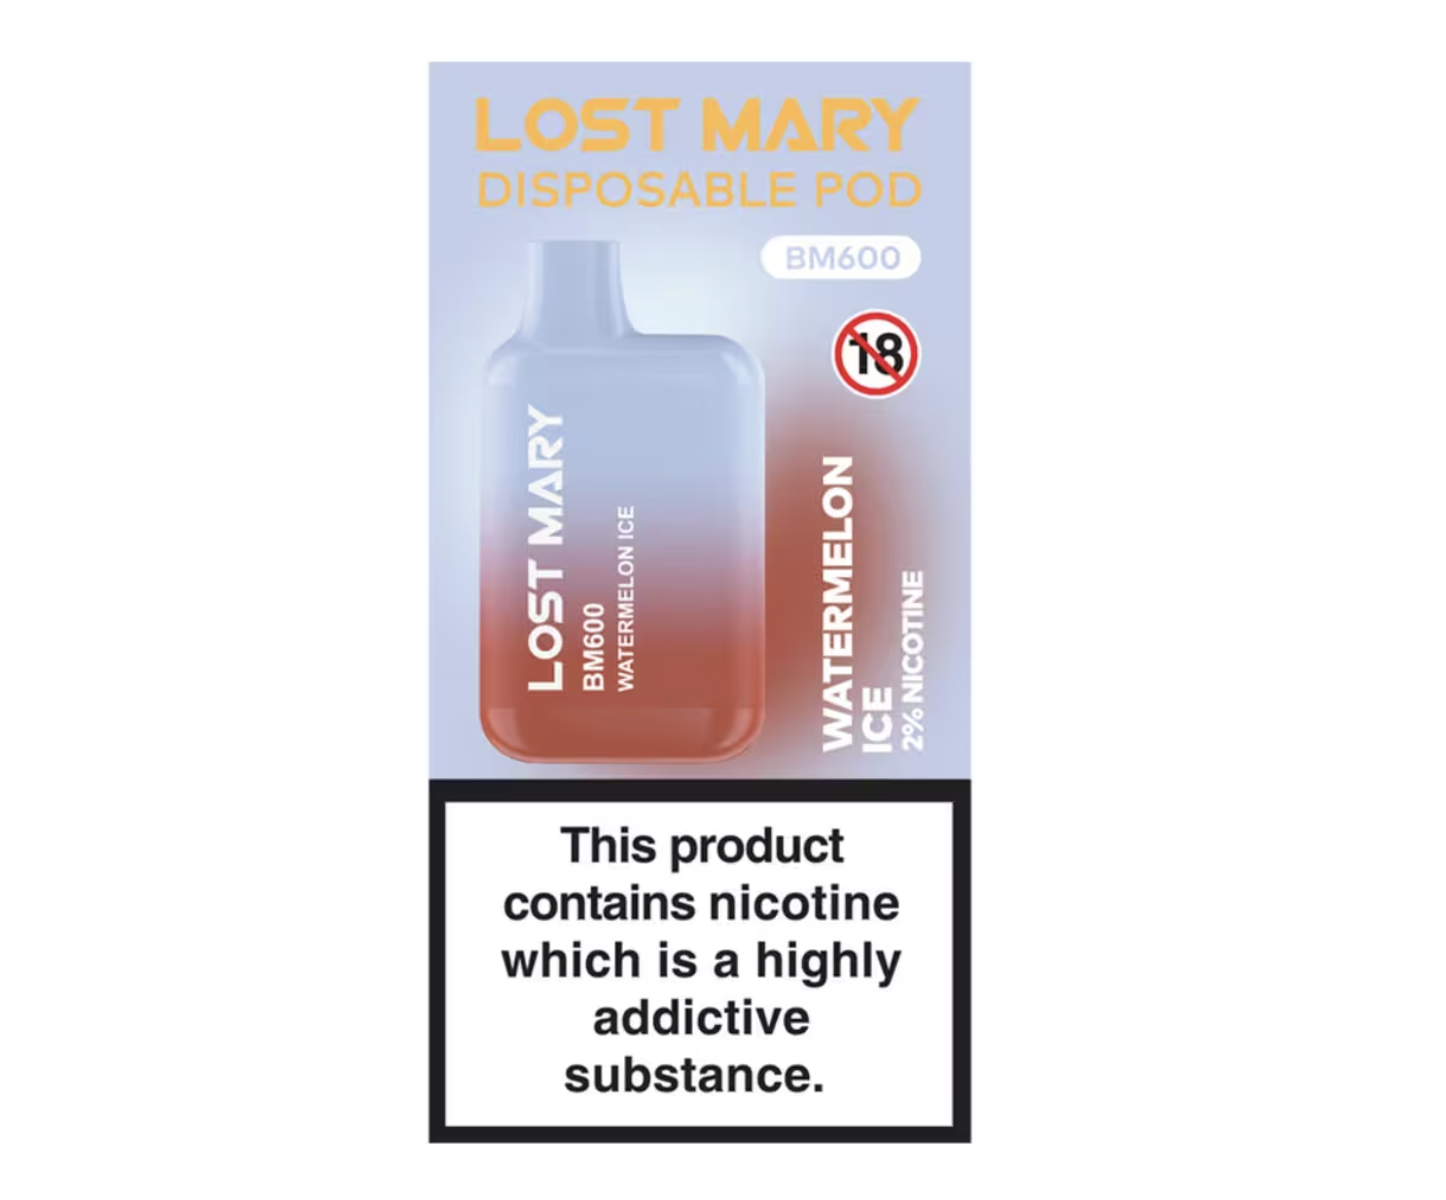 LOST MARY
DISPOSABLE POD
BM600
18
LOST MARY
BM600
WATERMELON ICE
WATERMELON
ICE
2% NICOTINE
This product
contains nicotine
which is a highly
addictive
substance.